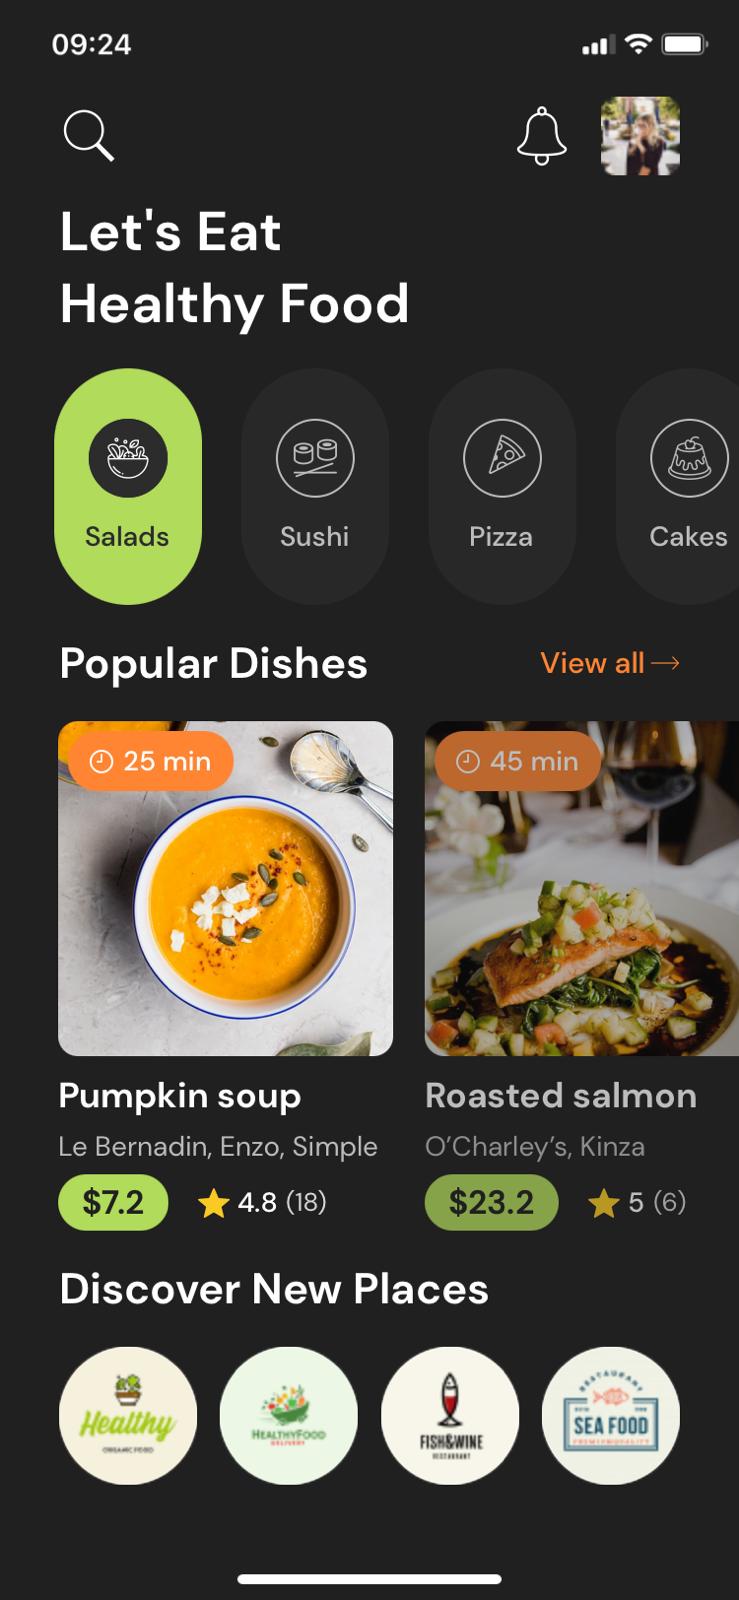 09:24
Let's Eat
Healthy Food
Salads
Sushi
Pizza
Cakes
Popular Dishes
View all
25 min
45 min
Pumpkin soup
Roasted salmon
Le Bernadin, Enzo, Simple
O’Charley’s, Kinza
$7.2
4.8 (18)
$23.2
5 (6)
Discover New Places
Healthy
ORGANIC FOOD
HEALTHYFOOD
DELIVERY
FISH&WINE
RESTAURANT
RESTAURANT
SEA FOOD
PREMIUM QUALITY